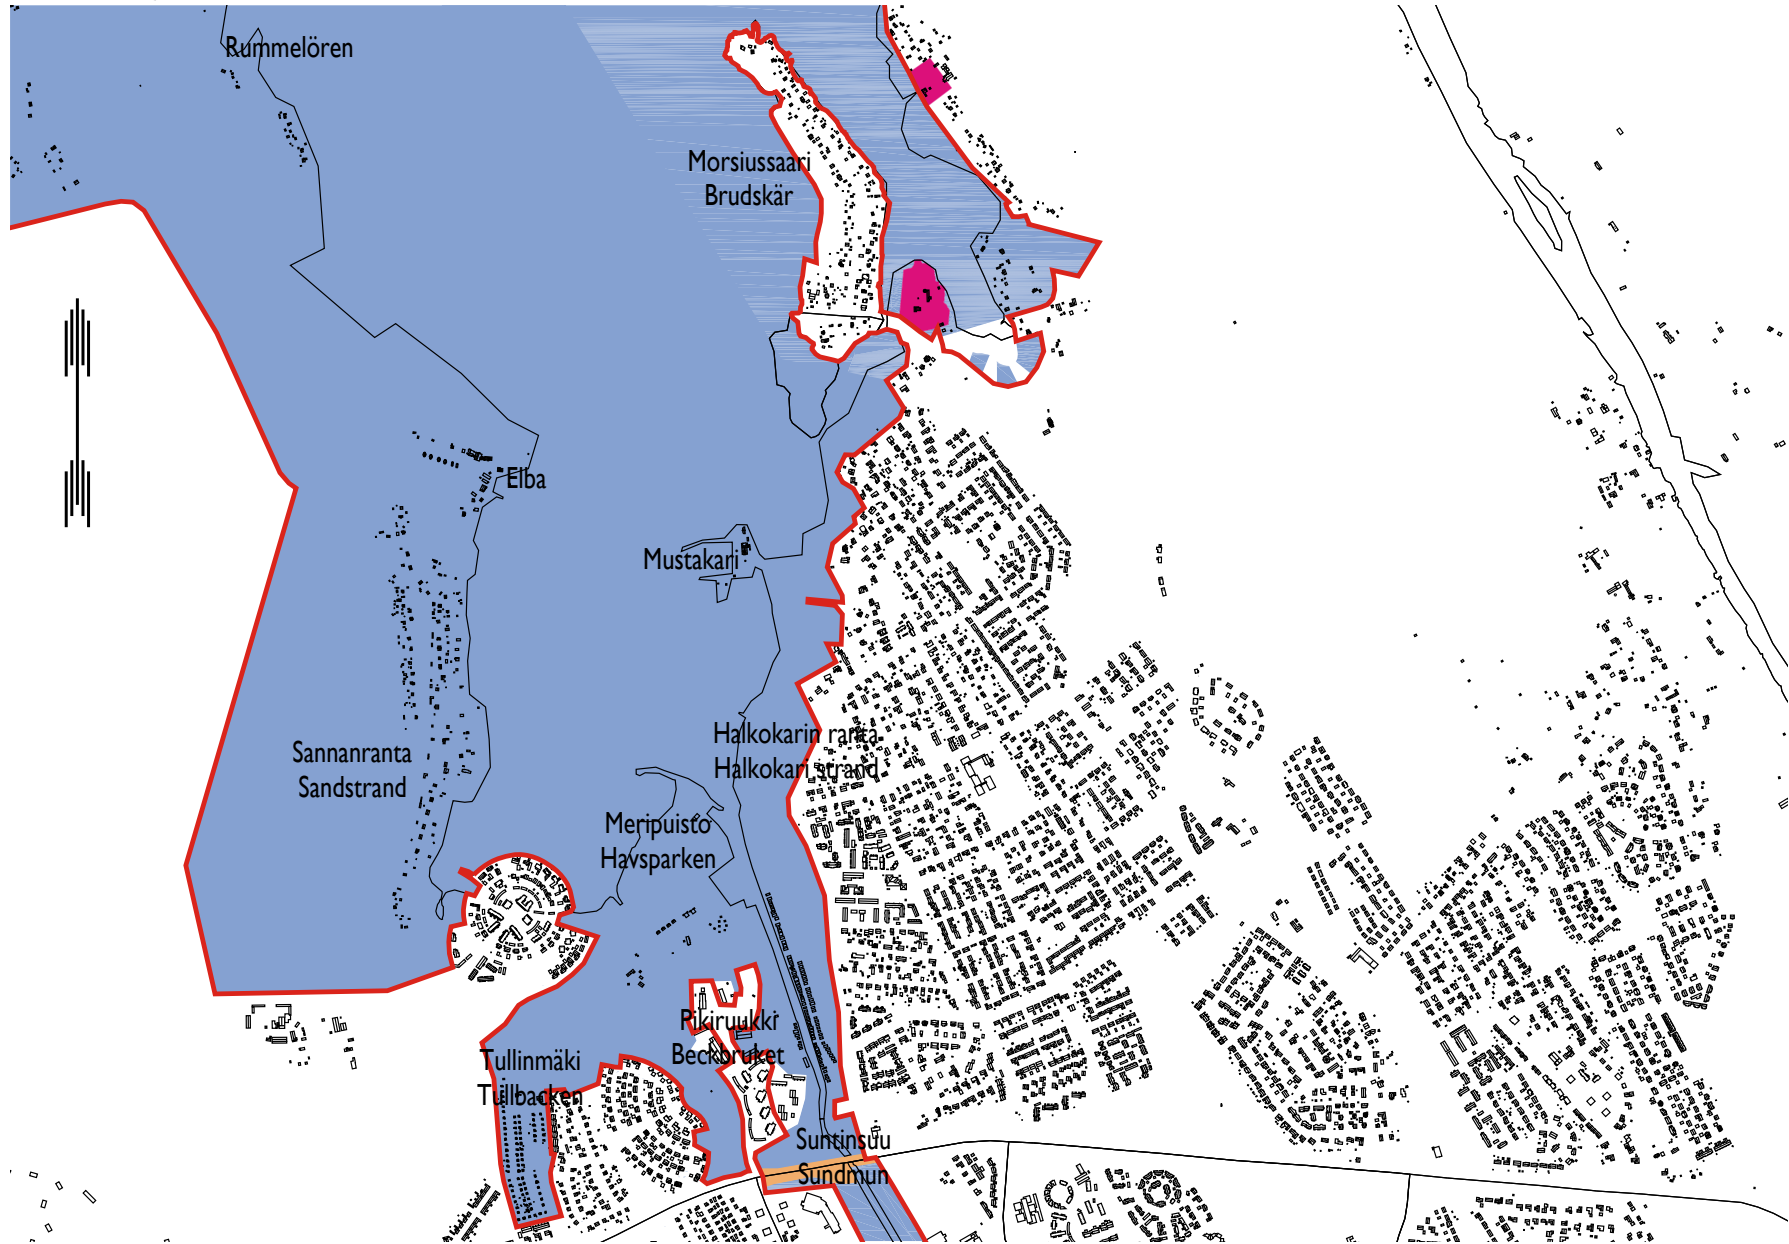 Rummelören
Morsiussaari
Brudskär
Elba
Mustakari
Halkokarin ranta
Halkokari strand
Sannanranta
Sandstrand
Meripuisto
Havsparken
Pikiruukki
Beckbruket
Tullinmäki
Tullbacken
Suntinsuu
Sundmun